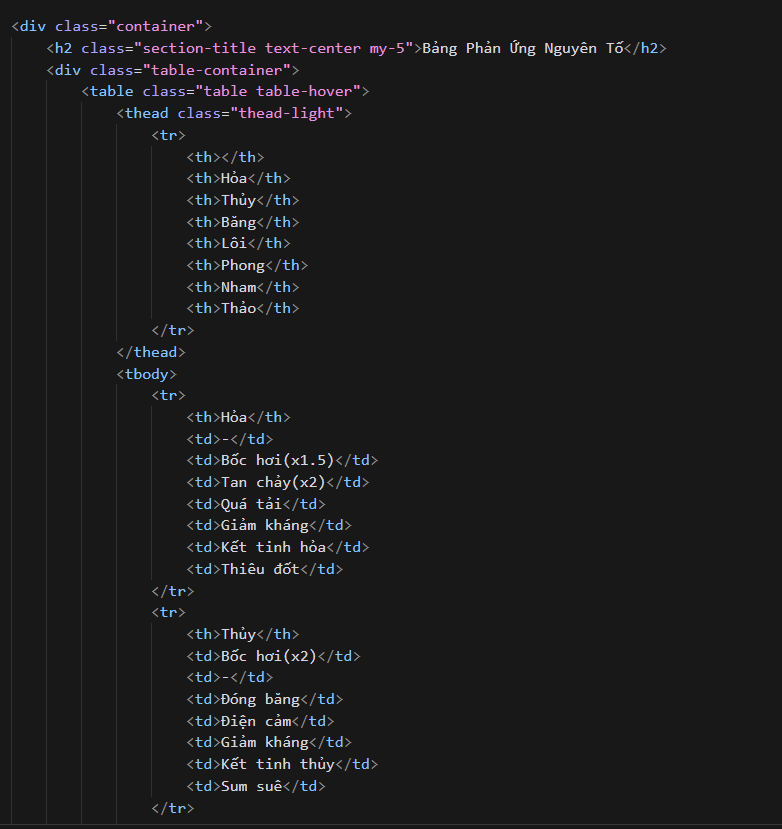 <div class="container">
<h2 class="section-title text-center my-5">Bảng Phản Ứng Nguyên Tố</h2>
<div class="table-container">
<table class="table table-hover">
<thead class="thead-light">
<tr>
<th></th>
<th>Hỏa</th>
<th>Thủy</th>
<th>Băng</th>
<th>Lôi</th>
<th>Phong</th>
<th>Nham</th>
<th>Thảo</th>
</tr>
</thead>
<tbody>
<tr>
<th>Hỏa</th>
<td>-</td>
<td>Bốc hơi(x1.5)</td>
<td>Tan chảy(x2)</td>
<td>Quá tải</td>
<td>Giảm kháng</td>
<td>Kết tinh hỏa</td>
<td>Thiêu đốt</td>
</tr>
<tr>
<th>Thủy</th>
<td>Bốc hơi(x2)</td>
<td>-</td>
<td>Đóng băng</td>
<td>Điện cảm</td>
<td>Giảm kháng</td>
<td>Kết tinh thủy</td>
<td>Sum suê</td>
</tr>